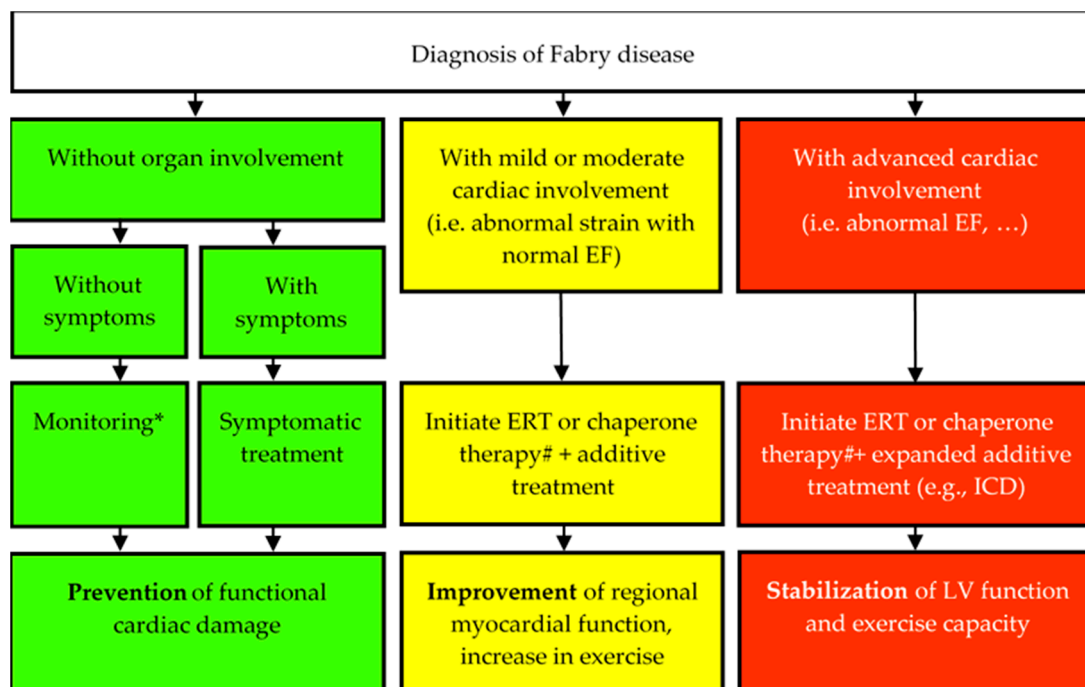 Diagnosis of Fabry disease
Without organ involvement
With mild or moderate
cardiac involvement
(i.e. abnormal strain with
normal EF)
With advanced cardiac
involvement
(i.e. abnormal EF, …)
Without
symptoms
With
symptoms
Monitoring*
Symptomatic
treatment
Initiate ERT or chaperone
therapy# + additive
treatment
Initiate ERT or chaperone
therapy#+ expanded additive
treatment (e.g., ICD)
Prevention of functional
cardiac damage
Improvement of regional
myocardial function,
increase in exercise
Stabilization of LV function
and exercise capacity